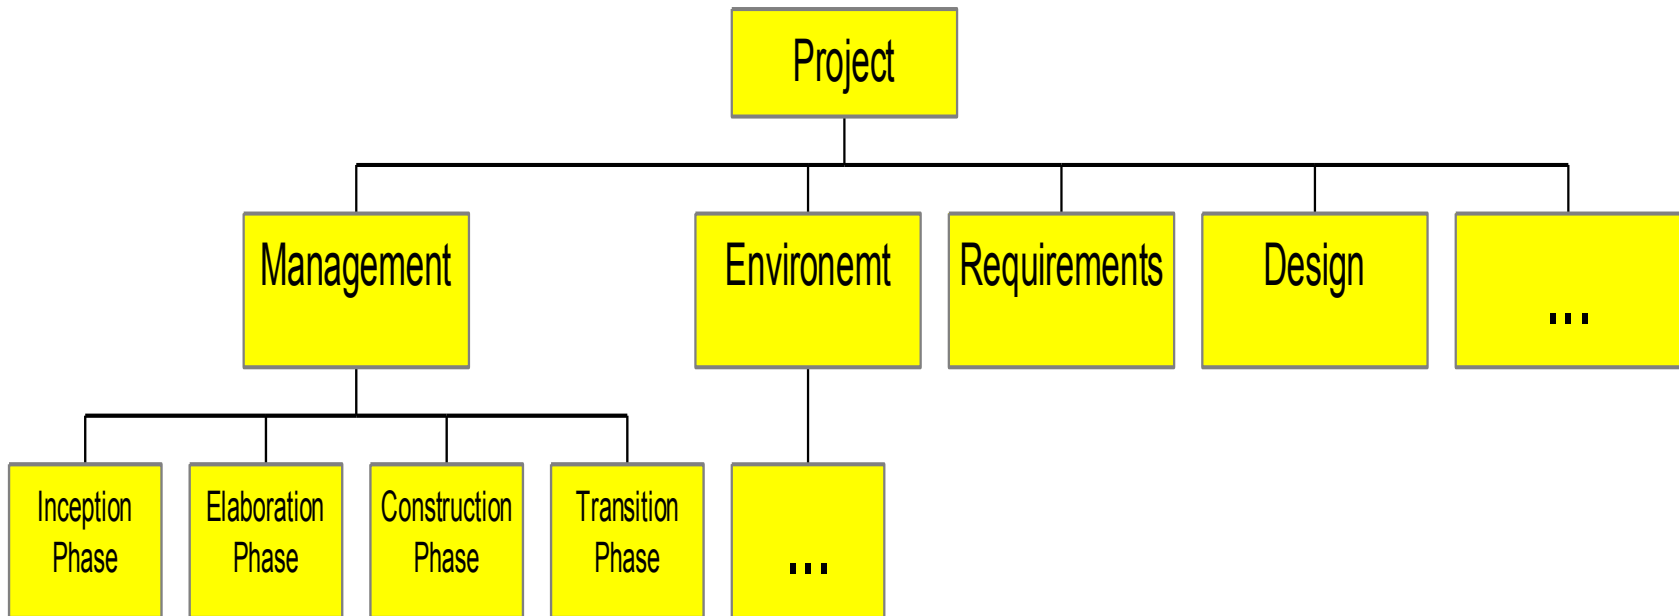 Project
Management
Environemt
Requirements
Design
...
Inception
Phase
Elaboration
Phase
Construction
Phase
Transition
Phase
...